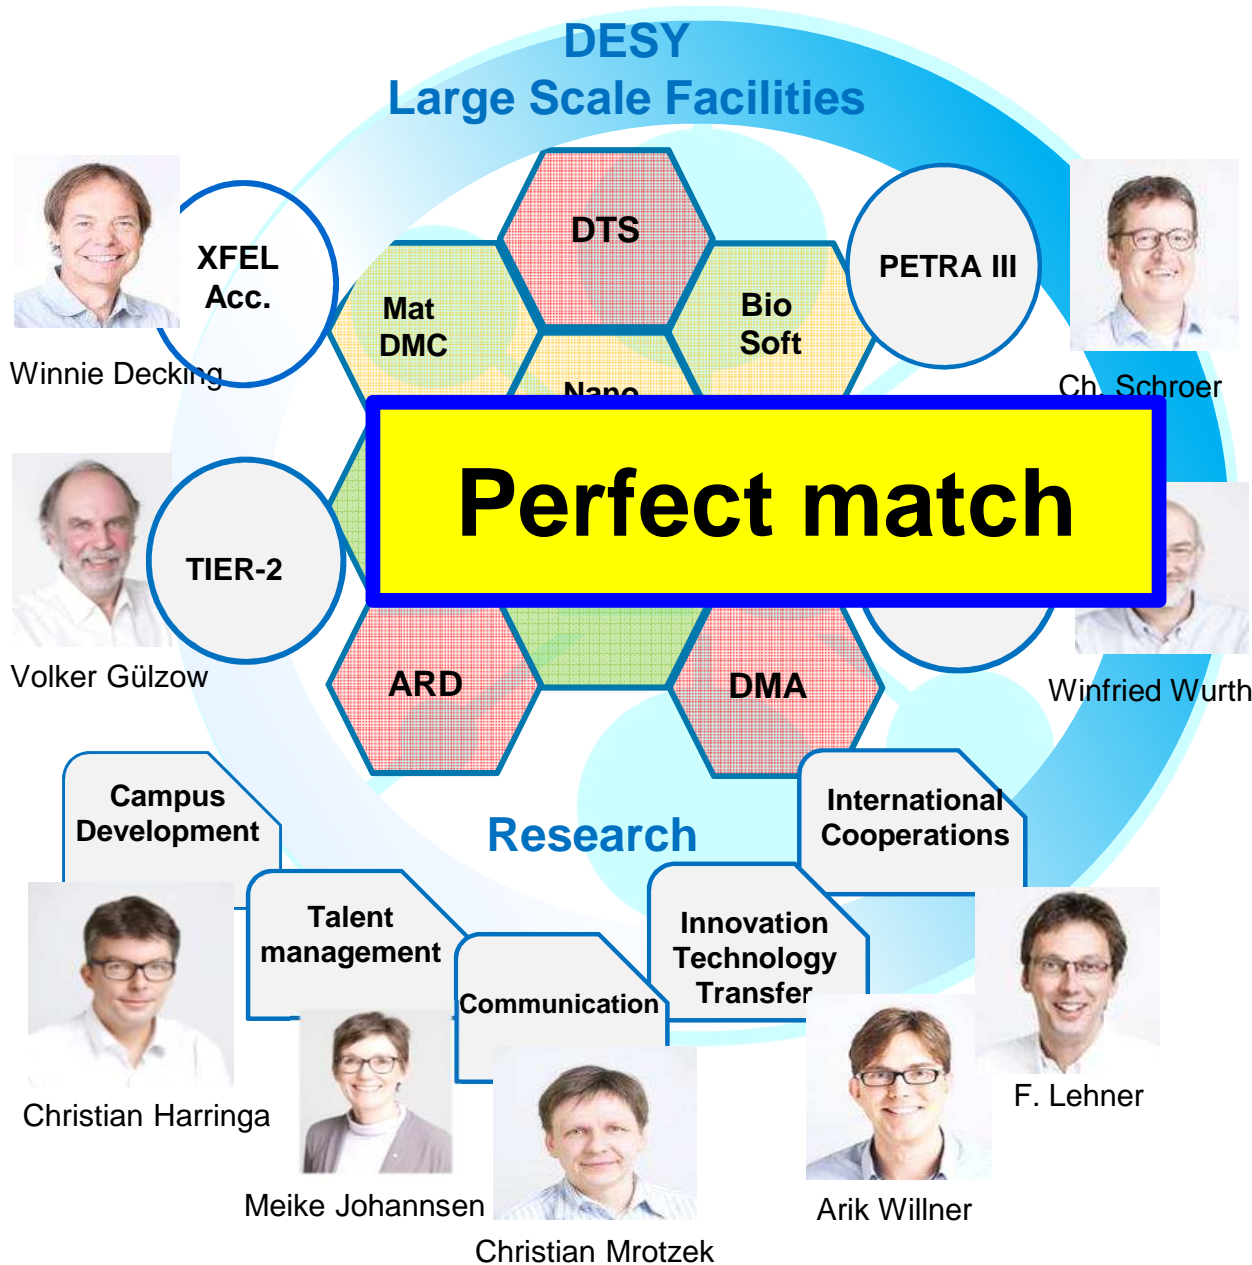 DESY
Large Scale Facilities
DTS
XFEL
Acc.
PETRA III
Mat
DMC
Bio
Soft
Winnie Decking
Nano
Ch. Schroer
Perfect match
TIER-2
Volker Gülzow
ARD
DMA
Winfried Wurth
Campus
Development
International
Cooperations
Research
Talent
management
Innovation
Technology
Transfer
Communication
Christian Harringa
F. Lehner
Meike Johannsen
Arik Willner
Christian Mrotzek